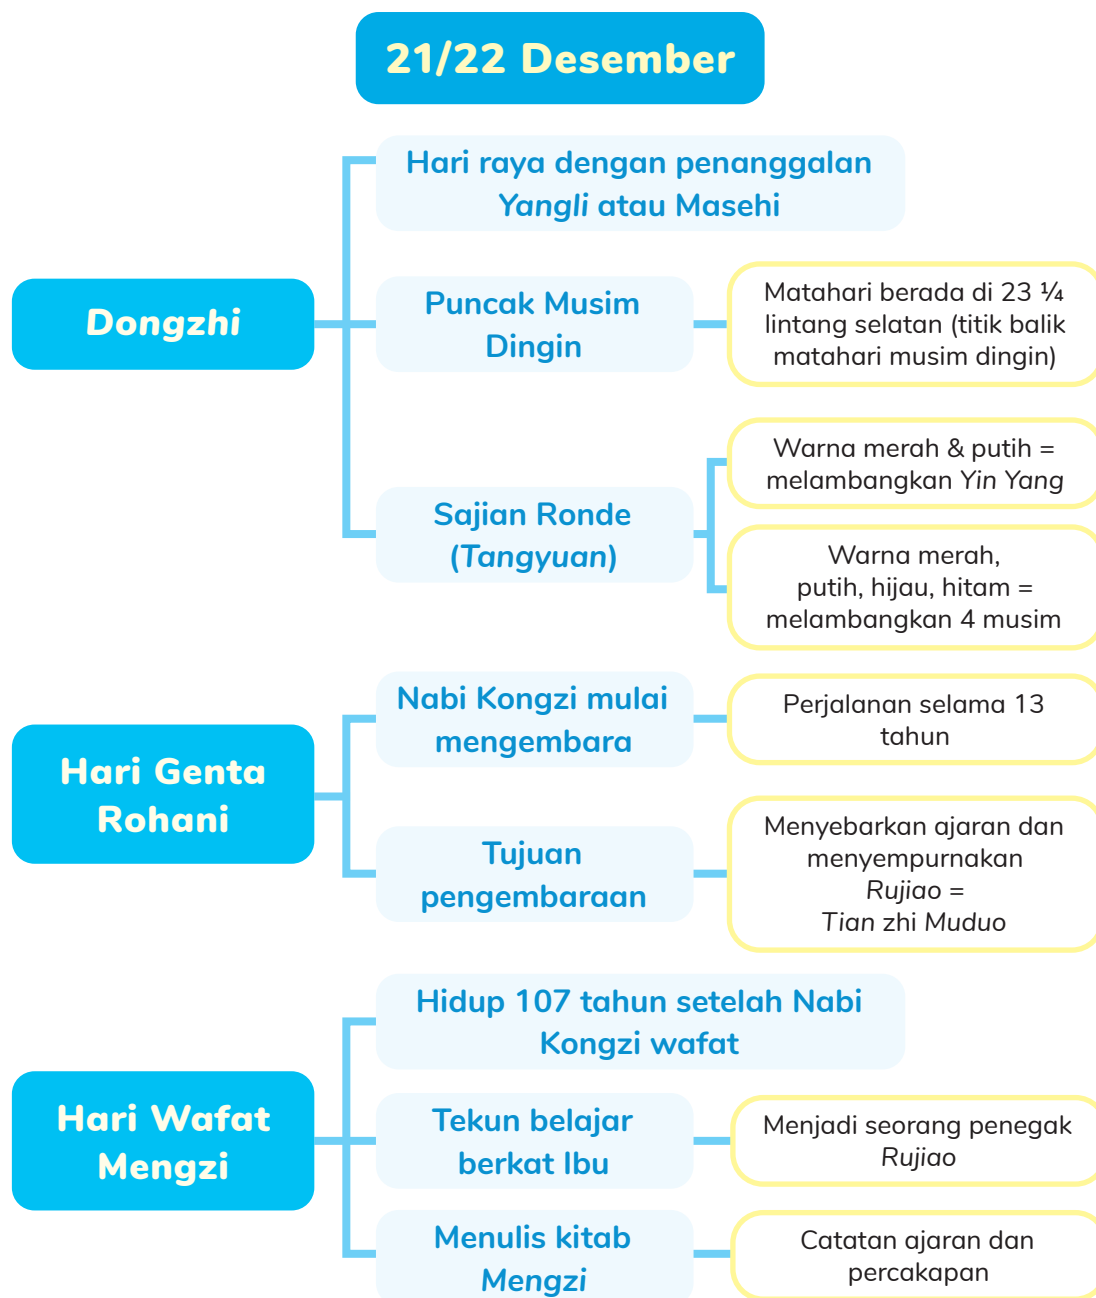 21/22 Desember
Dongzhi
Hari raya dengan penanggalan
Yangli atau Masehi
Puncak Musim
Dingin
Matahari berada di 23 ¼
lintang selatan (titik balik
matahari musim dingin)
Sajian Ronde
(Tangyuan)
Warna merah & putih =
melambangkan Yin Yang
Warna merah,
putih, hijau, hitam =
melambangkan 4 musim
Hari Genta
Rohani
Nabi Kongzi mulai
mengembara
Perjalanan selama 13
tahun
Tujuan
pengembaraan
Menyebarkan ajaran dan
menyempurnakan
Rujiao =
Tian zhi Muduo
Hari Wafat
Mengzi
Hidup 107 tahun setelah Nabi
Kongzi wafat
Tekun belajar
berkat Ibu
Menjadi seorang penegak
Rujiao
Menulis kitab
Mengzi
Catatan ajaran dan
percakapan